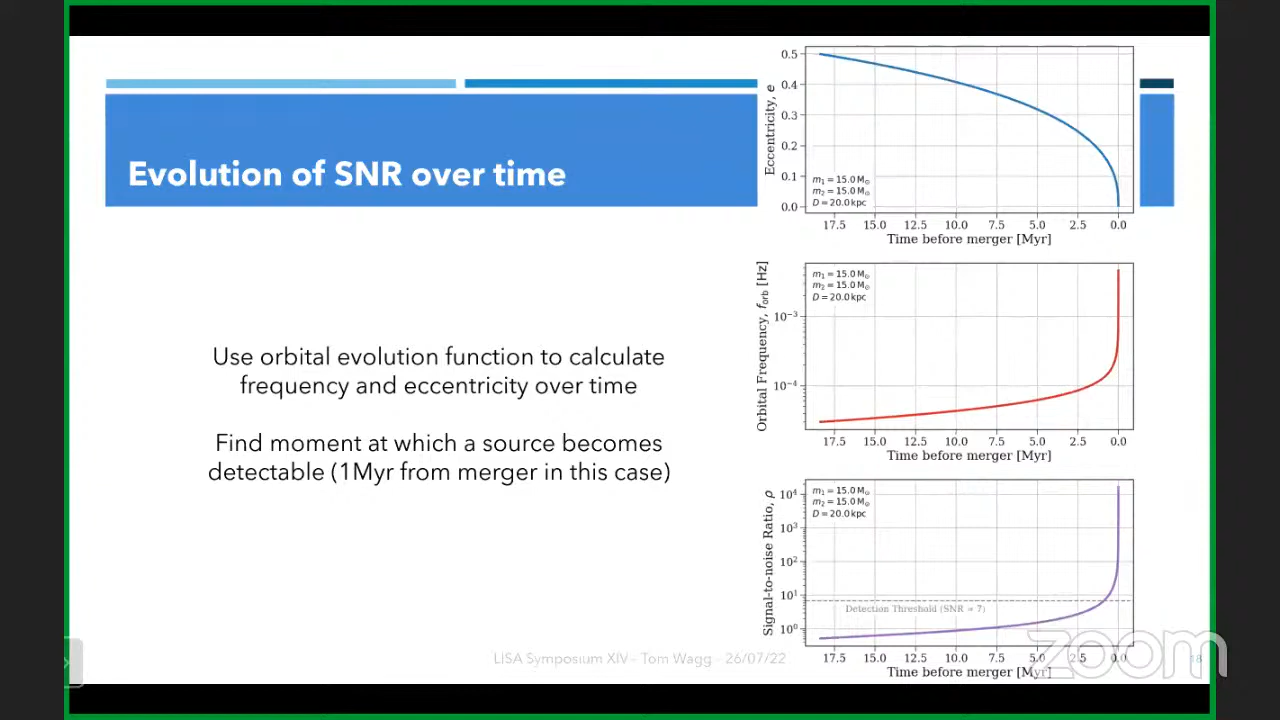 Evolution of SNR over time
Use orbital evolution function to calculate
frequency and eccentricity over time
Find moment at which a source becomes
detectable (1Myr from merger in this case)
Eccentricity, e
0.5
0.4
0.3
0.2
0.1
0.0
m₁ = 15.0 M⊙
m₂ = 15.0 M⊙
D = 20.0 kpc
17.5 15.0 12.5 10.0 7.5 5.0 2.5 0.0
Time before merger [Myr]
Orbital Frequency, f_orb [Hz]
10⁻³
10⁻⁴
m₁ = 15.0 M⊙
m₂ = 15.0 M⊙
D = 20.0 kpc
17.5 15.0 12.5 10.0 7.5 5.0 2.5 0.0
Time before merger [Myr]
Signal-to-noise Ratio, ρ
10⁴
10³
10²
10¹
10⁰
m₁ = 15.0 M⊙
m₂ = 15.0 M⊙
D = 20.0 kpc
Detection Threshold (SNR = 7)
17.5 15.0 12.5 10.0 7.5 5.0 2.5 0.0
Time before merger [Myr]
LISA Symposium XIV - Tom Wagg - 26/07/22
18
zoom